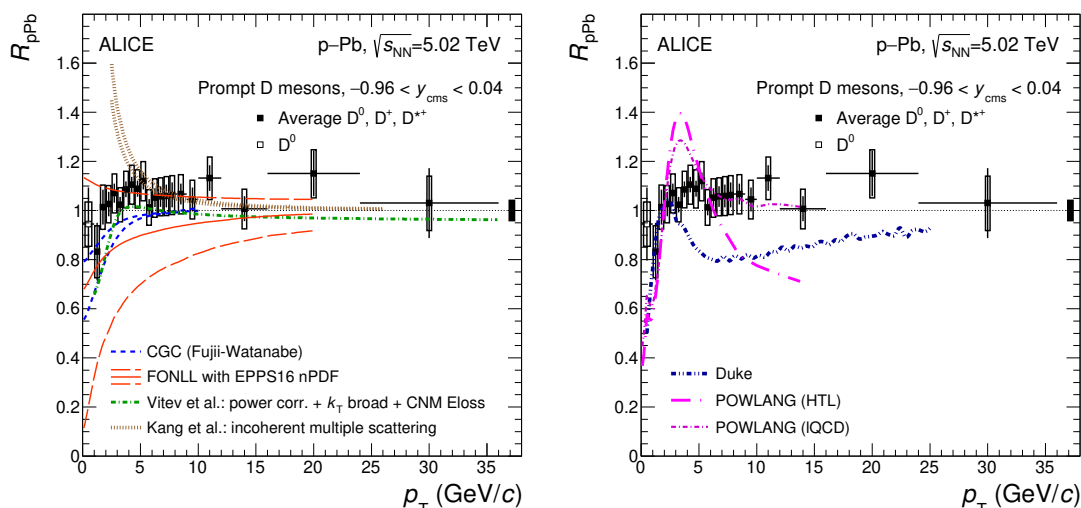 R_pPb
ALICE
p–Pb, √s_NN=5.02 TeV
Prompt D mesons, –0.96 < y_cms < 0.04
Average D⁰, D⁺, D*⁺
D⁰
CGC (Fujii-Watanabe)
FONLL with EPPS16 nPDF
Vitev et al.: power corr. + k_T broad + CNM Eloss
Kang et al.: incoherent multiple scattering
1.6
1.4
1.2
1
0.8
0.6
0.4
0.2
0
5
10
15
20
25
30
35
p_T (GeV/c)
R_pPb
ALICE
p–Pb, √s_NN=5.02 TeV
Prompt D mesons, –0.96 < y_cms < 0.04
Average D⁰, D⁺, D*⁺
D⁰
Duke
POWLANG (HTL)
POWLANG (lQCD)
1.6
1.4
1.2
1
0.8
0.6
0.4
0.2
0
5
10
15
20
25
30
35
p_T (GeV/c)